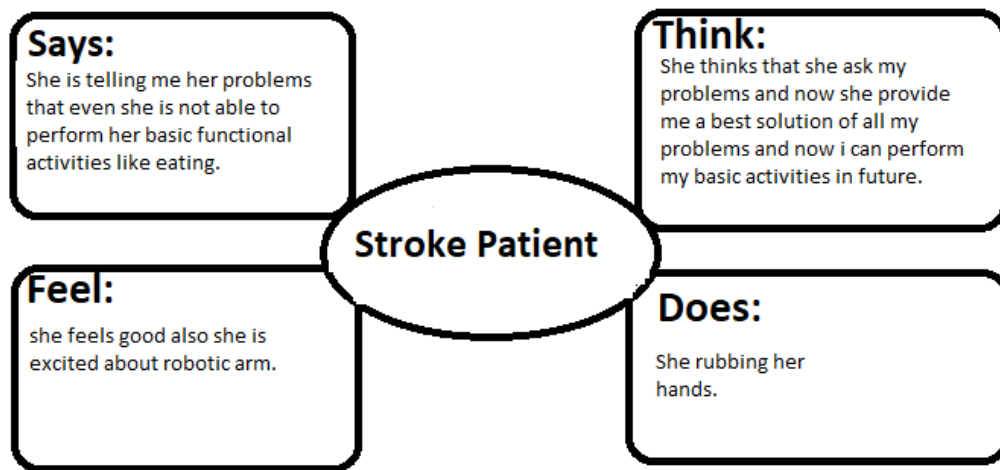 Says:
She is telling me her problems
that even she is not able to
perform her basic functional
activities like eating.
Think:
She thinks that she ask my
problems and now she provide
me a best solution of all my
problems and now i can perform
my basic activities in future.
Stroke Patient
Feel:
she feels good also she is
excited about robotic arm.
Does:
She rubbing her
hands.